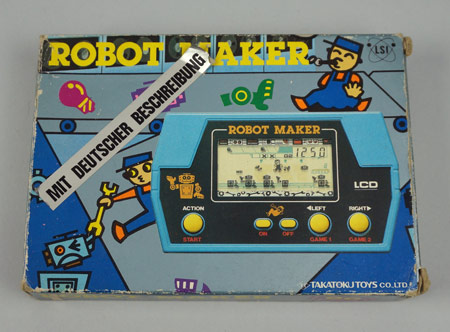 ROBOT MAKER
LSI
MIT DEUTSCHER BESCHREIBUNG
ROBOT MAKER
1250
LCD
ACTION
◀LEFT
RIGHT▶
START
ON
OFF
GAME 1
GAME 2
TAKATOKU TOYS CO., LTD.